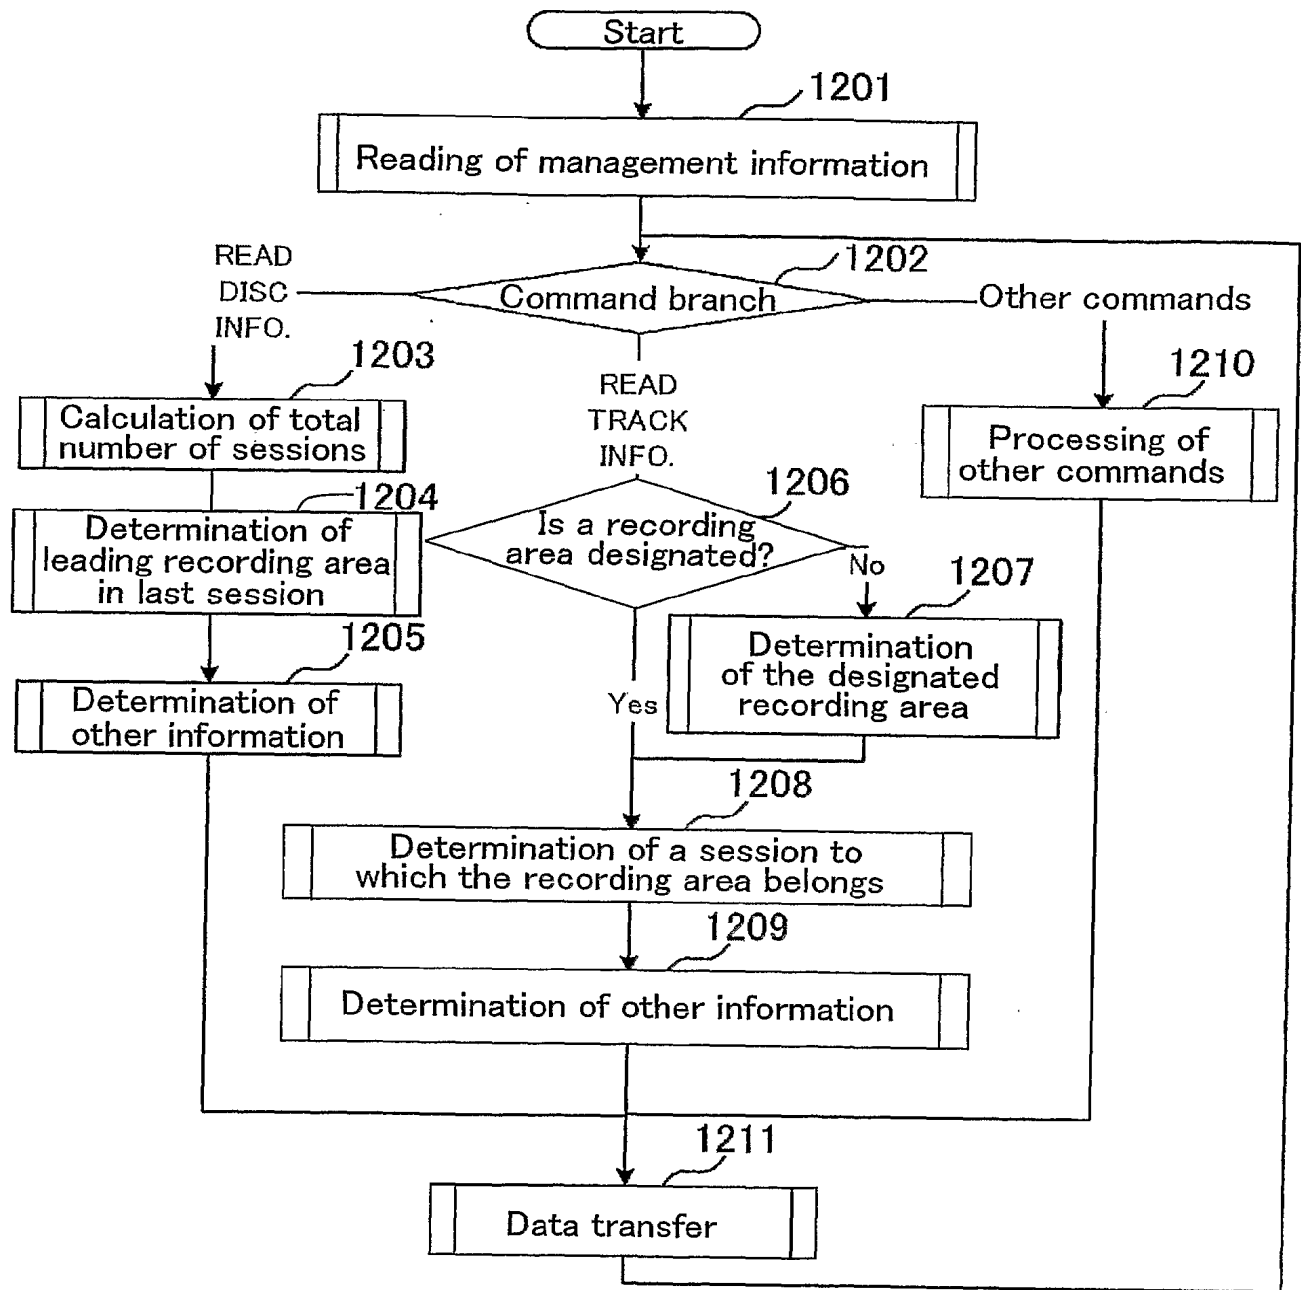 Start
1201
Reading of management information
1202
READ
DISC
INFO.
Command branch
Other commands
1203
Calculation of total
number of sessions
READ
TRACK
INFO.
1210
Processing of
other commands
1204
Determination of
leading recording area
in last session
1206
Is a recording
area designated?
No
1207
Determination
of the designated
recording area
Yes
1205
Determination of
other information
1208
Determination of a session to
which the recording area belongs
1209
Determination of other information
1211
Data transfer